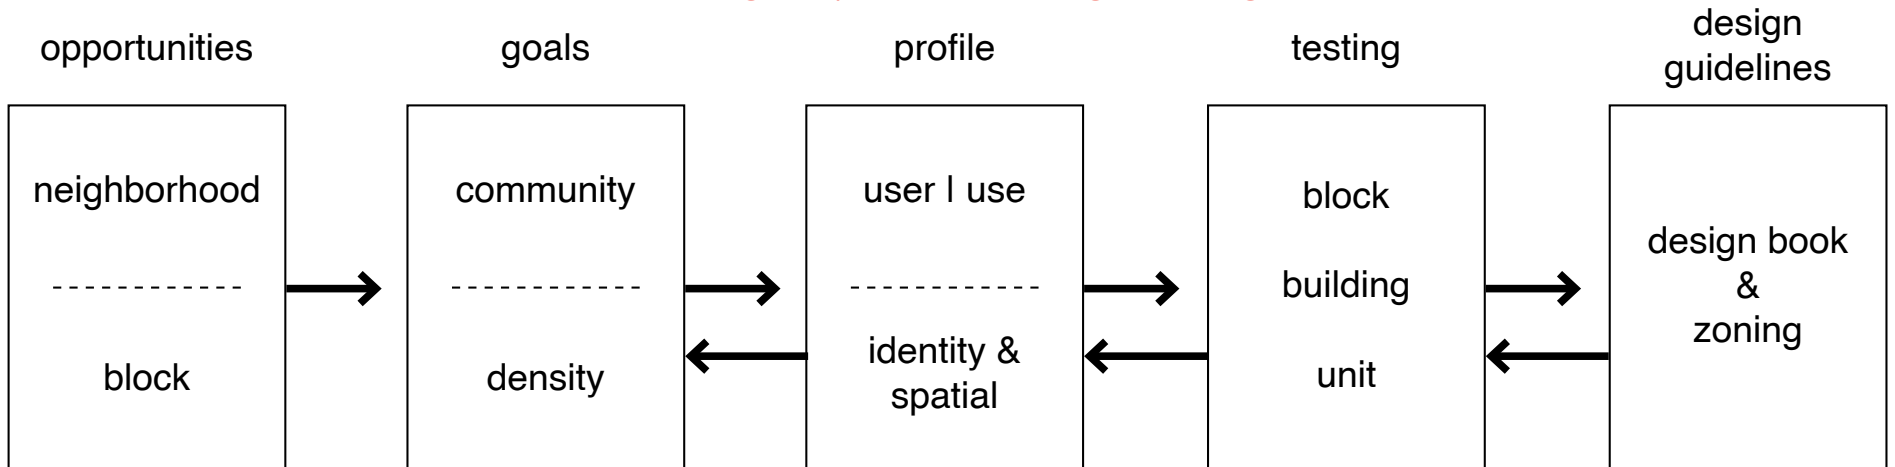 opportunities
goals
profile
testing
design
guidelines
neighborhood
block
community
density
user | use
identity &
spatial
block
building
unit
design book
&
zoning